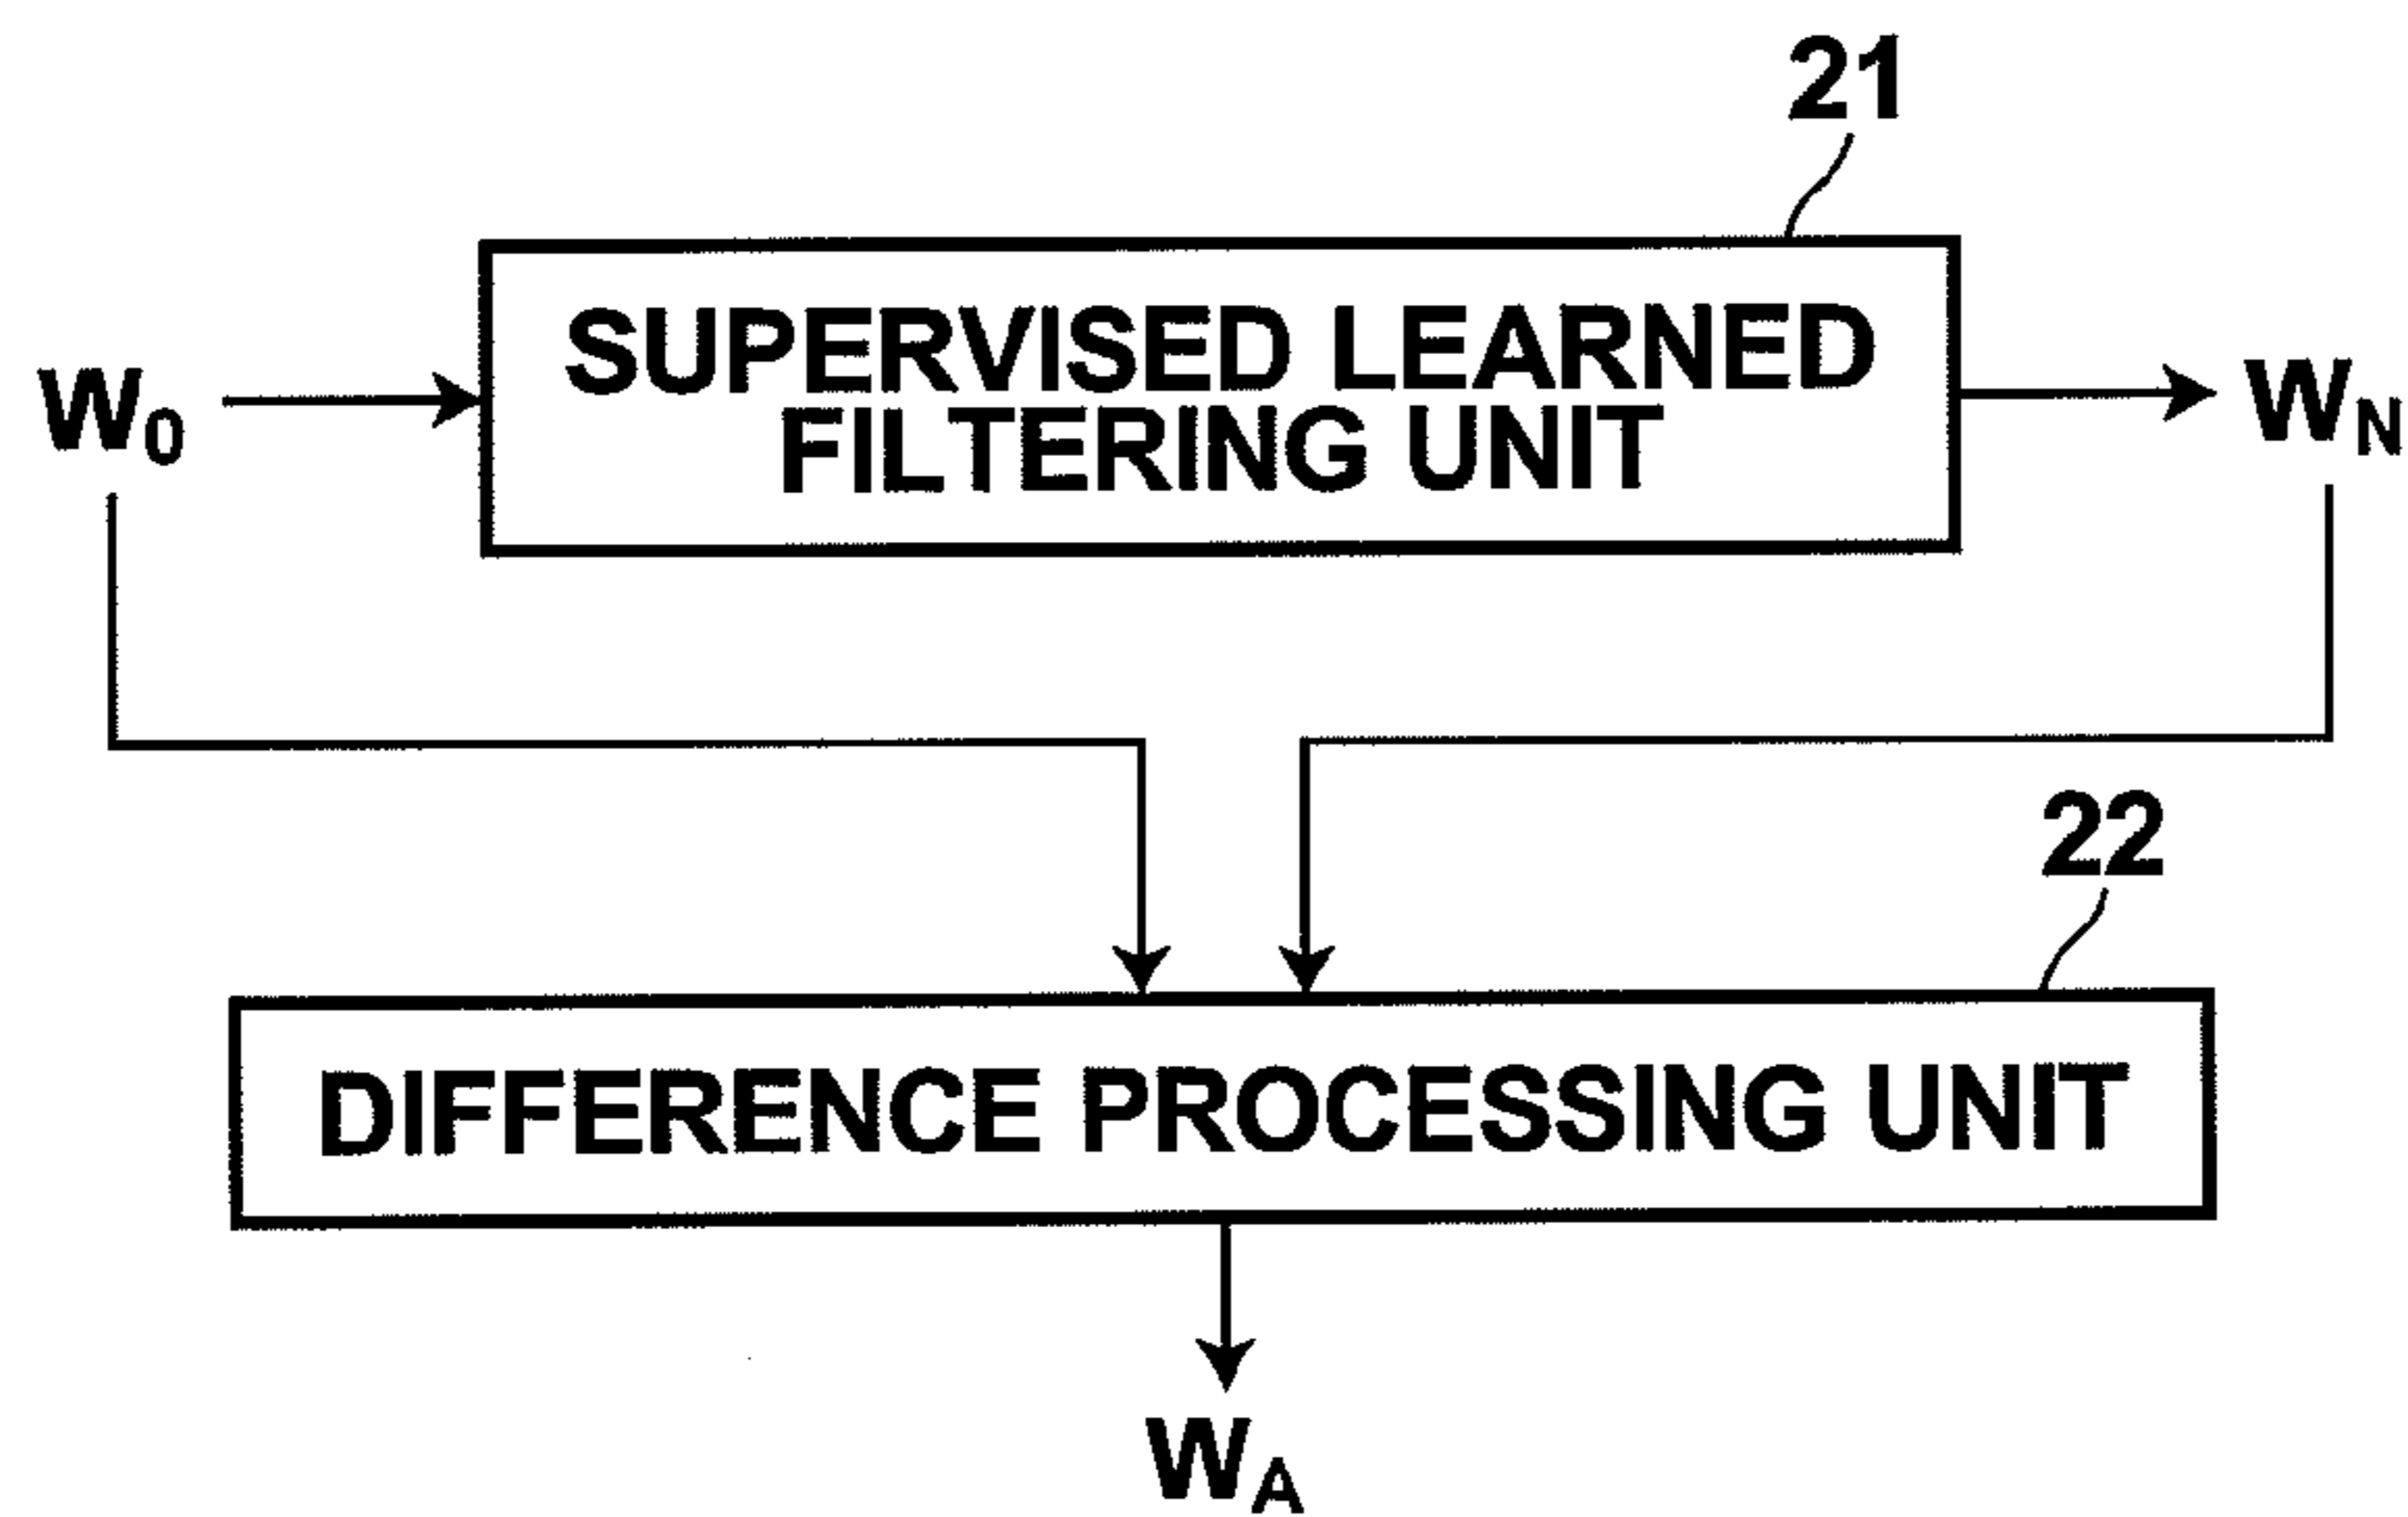 21
SUPERVISED LEARNED
FILTERING UNIT
W0
WN
22
DIFFERENCE PROCESSING UNIT
WA